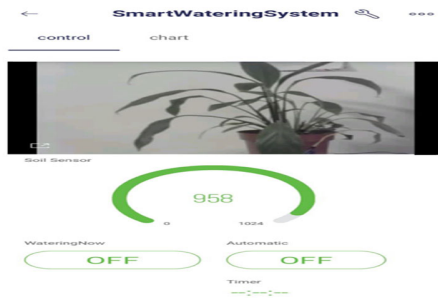 SmartWateringSystem
control chart
Soil Sensor
958
0 1024
WateringNow Automatic
OFF OFF
Timer
--:--:--